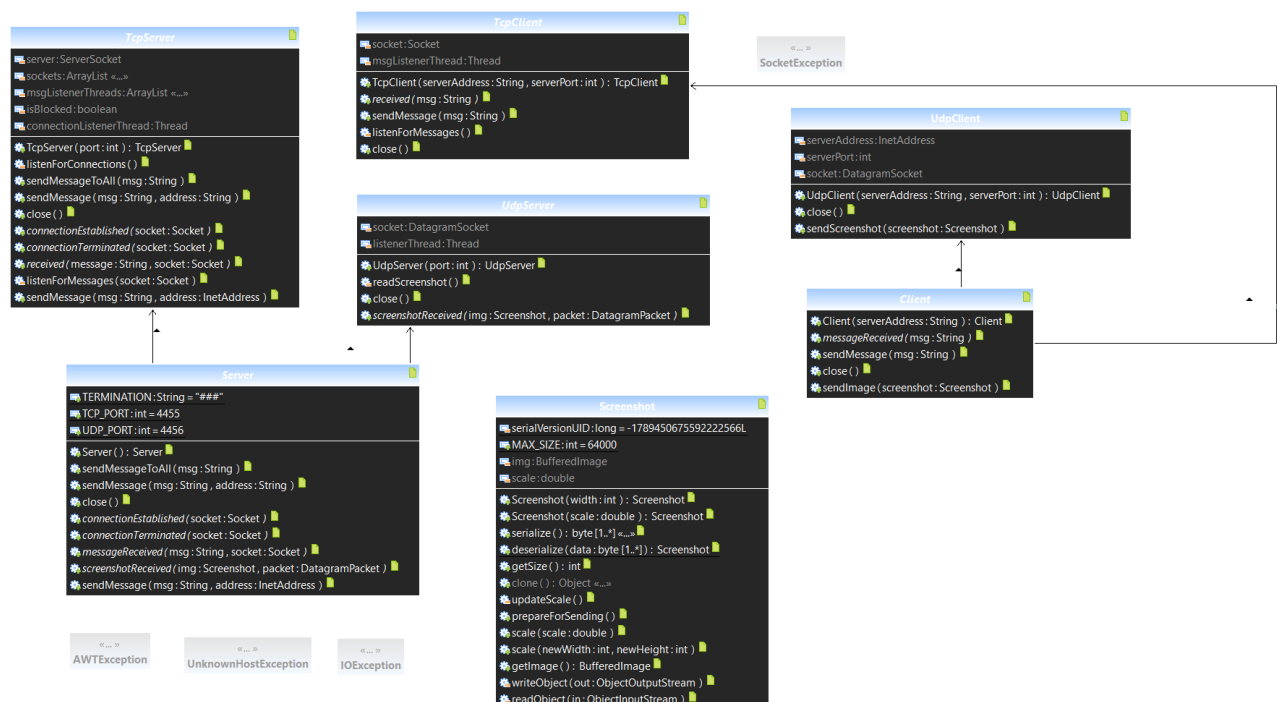 TcpServer
server:ServerSocket
sockets:ArrayList «...»
msgListenerThreads:ArrayList «...»
isBlocked:boolean
connectionListenerThread:Thread
TcpServer(port:int): TcpServer
listenForConnections()
sendMessageToAll(msg:String)
sendMessage(msg:String, address:String)
close()
connectionEstablished(socket:Socket)
connectionTerminated(socket:Socket)
received(message:String, socket:Socket)
listenForMessages(socket:Socket)
sendMessage(msg:String, address:InetAddress)
TcpClient
socket:Socket
msgListenerThread:Thread
TcpClient(serverAddress:String, serverPort:int): TcpClient
received(msg:String)
sendMessage(msg:String)
listenForMessages()
close()
«... »
SocketException
UdpClient
serverAddress:InetAddress
serverPort:int
socket:DatagramSocket
UdpClient(serverAddress:String, serverPort:int): UdpClient
close()
sendScreenshot(screenshot:Screenshot)
UdpServer
socket:DatagramSocket
listenerThread:Thread
UdpServer(port:int): UdpServer
readScreenshot()
close()
screenshotReceived(img:Screenshot, packet:DatagramPacket)
Client
Client(serverAddress:String): Client
messageReceived(msg:String)
sendMessage(msg:String)
close()
sendImage(screenshot:Screenshot)
Server
TERMINATION:String = "###"
TCP_PORT:int = 4455
UDP_PORT:int = 4456
Server(): Server
sendMessageToAll(msg:String)
sendMessage(msg:String, address:String)
close()
connectionEstablished(socket:Socket)
connectionTerminated(socket:Socket)
messageReceived(msg:String, socket:Socket)
screenshotReceived(img:Screenshot, packet:DatagramPacket)
sendMessage(msg:String, address:InetAddress)
Screenshot
serialVersionUID:long = -1789450675592222566L
MAX_SIZE:int = 64000
img:BufferedImage
scale:double
Screenshot(width:int): Screenshot
Screenshot(scale:double): Screenshot
serialize(): byte[1..*] «...»
deserialize(data:byte[1..*]): Screenshot
getSize(): int
clone(): Object «...»
updateScale()
prepareForSending()
scale(scale:double)
scale(newWidth:int, newHeight:int)
getImage(): BufferedImage
writeObject(out:ObjectOutputStream)
readObject(in:ObjectInputStream)
«... »
AWTException
«... »
UnknownHostException
«... »
IOException